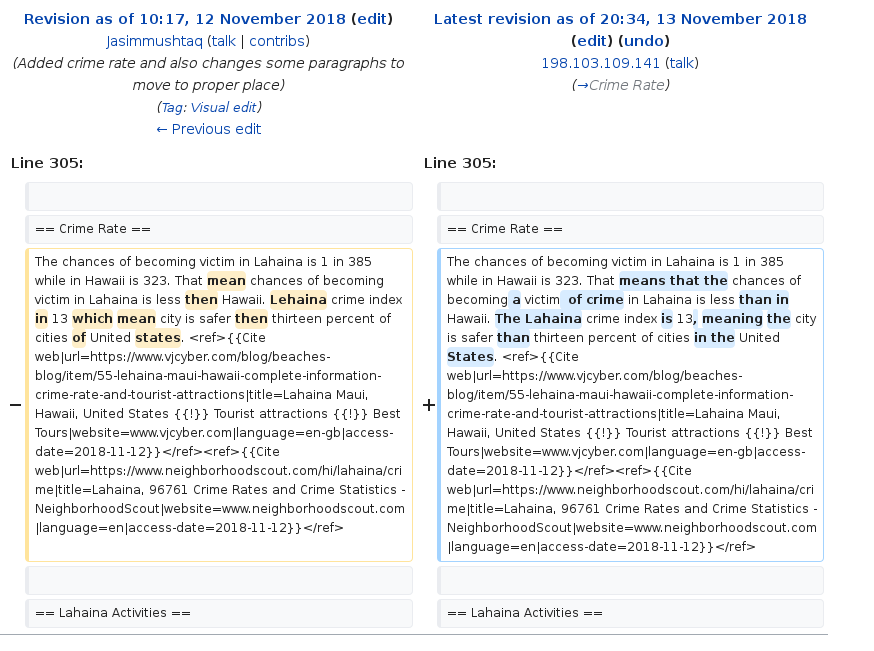 Revision as of 10:17, 12 November 2018 (edit)
Jasimmushtaq (talk | contribs)
(Added crime rate and also changes some paragraphs to
move to proper place)
(Tag: Visual edit)
← Previous edit
Latest revision as of 20:34, 13 November 2018
(edit) (undo)
198.103.109.141 (talk)
(→Crime Rate)
Line 305:
Line 305:
== Crime Rate ==
== Crime Rate ==
−
The chances of becoming victim in Lahaina is 1 in 385
while in Hawaii is 323. That mean chances of becoming
victim in Lahaina is less then Hawaii. Lehaina crime index
in 13 which mean city is safer then thirteen percent of
cities of United states. <ref>{{Cite
web|url=https://www.vjcyber.com/blog/beaches-
blog/item/55-lehaina-maui-hawaii-complete-information-
crime-rate-and-tourist-attractions|title=Lahaina Maui,
Hawaii, United States {{!}} Tourist attractions {{!}} Best
Tours|website=www.vjcyber|language=en-gb|access-
date=2018-11-12}}</ref><ref>{{Cite
web|url=https://www.neighborhoodscout.com/hi/lahaina/cri
me|title=Lahaina, 96761 Crime Rates and Crime Statistics -
NeighborhoodScout|website=www.neighborhoodscout.com
|language=en|access-date=2018-11-12}}</ref>
+
The chances of becoming victim in Lahaina is 1 in 385
while in Hawaii is 323. That means that the chances of
becoming a victim of crime in Lahaina is less than in
Hawaii. The Lahaina crime index is 13, meaning the city
is safer than thirteen percent of cities in the United
States. <ref>{{Cite
web|url=https://www.vjcyber.com/blog/beaches-
blog/item/55-lehaina-maui-hawaii-complete-information-
crime-rate-and-tourist-attractions|title=Lahaina Maui,
Hawaii, United States {{!}} Tourist attractions {{!}} Best
Tours|website=www.vjcyber|language=en-gb|access-
date=2018-11-12}}</ref><ref>{{Cite
web|url=https://www.neighborhoodscout.com/hi/lahaina/cri
me|title=Lahaina, 96761 Crime Rates and Crime Statistics -
NeighborhoodScout|website=www.neighborhoodscout.com
|language=en|access-date=2018-11-12}}</ref>
== Lahaina Activities ==
== Lahaina Activities ==